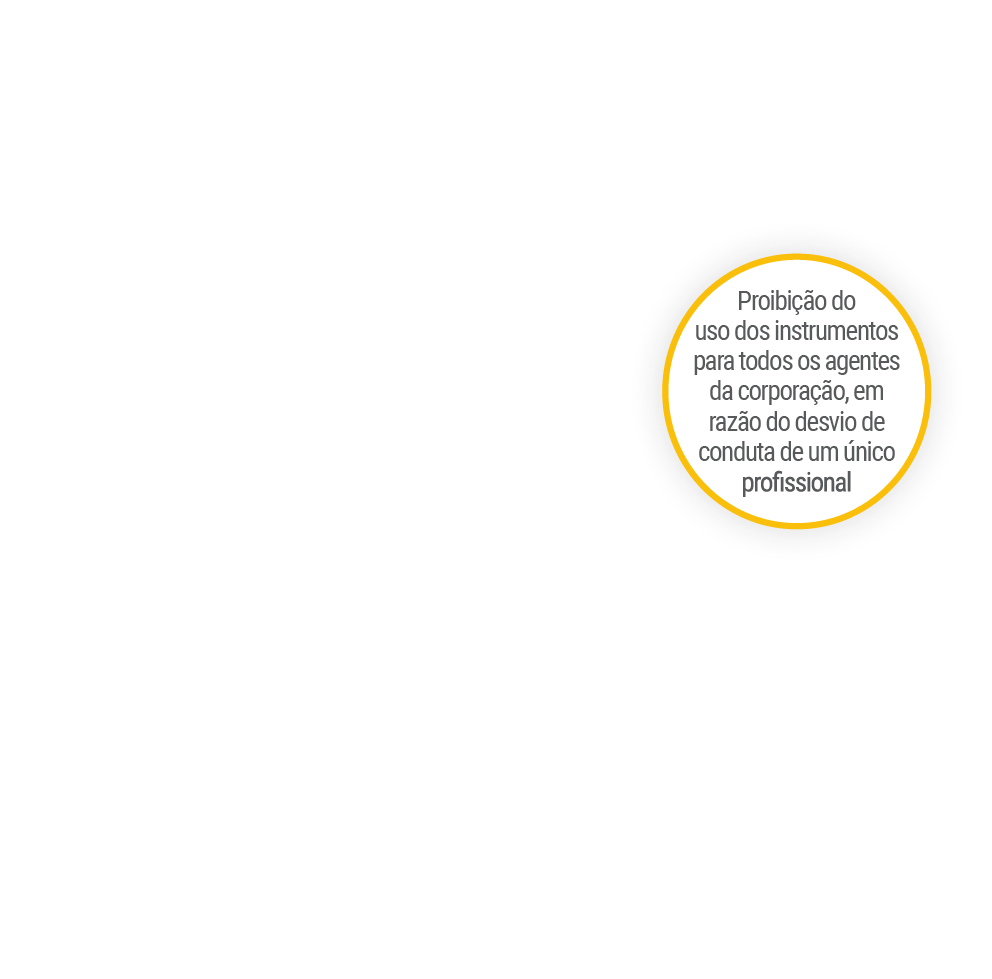 Proibição do
uso dos instrumentos
para todos os agentes
da corporação, em
razão do desvio de
conduta de um único
profissional